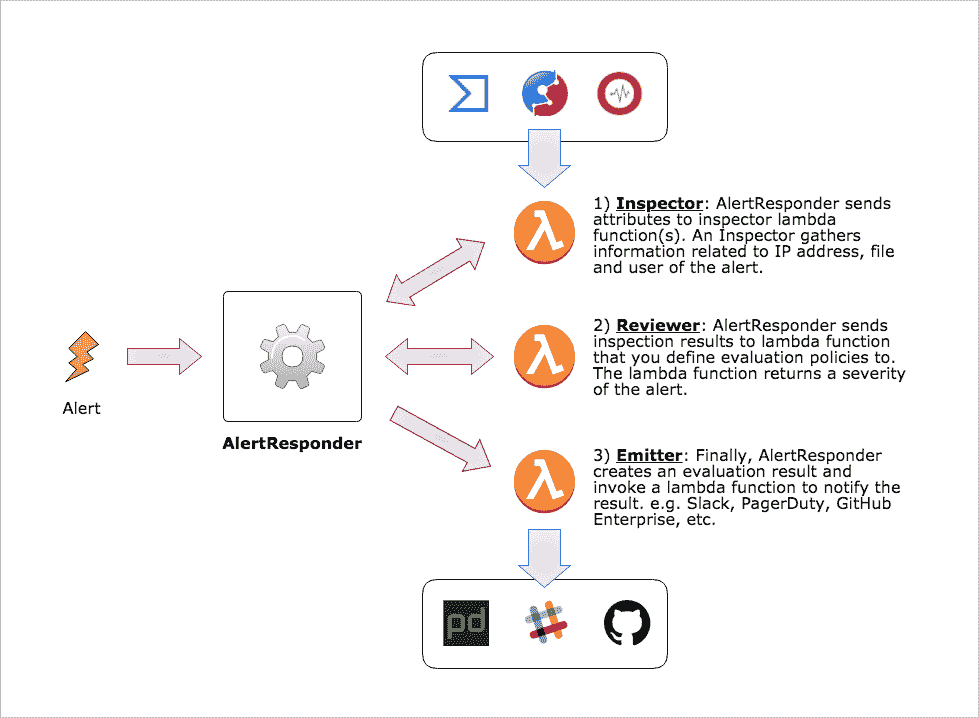 1) Inspector: AlertResponder sends
attributes to inspector lambda
function(s). An Inspector gathers
information related to IP address, file
and user of the alert.
2) Reviewer: AlertResponder sends
inspection results to lambda function
that you define evaluation policies to.
The lambda function returns a severity
of the alert.
Alert
AlertResponder
3) Emitter: Finally, AlertResponder
creates an evaluation result and
invoke a lambda function to notify the
result. e.g. Slack, PagerDuty, GitHub
Enterprise, etc.
pd